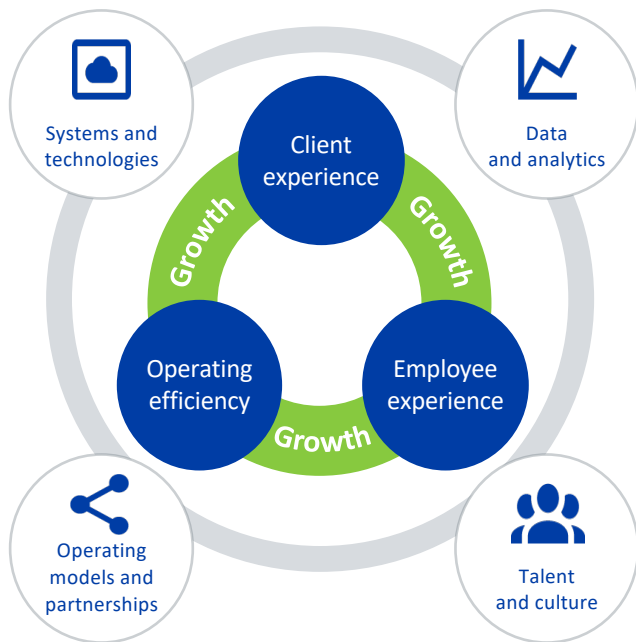 Systems and
technologies
Data
and analytics
Client
experience
Growth
Growth
Operating
efficiency
Employee
experience
Growth
Operating
models and
partnerships
Talent
and culture